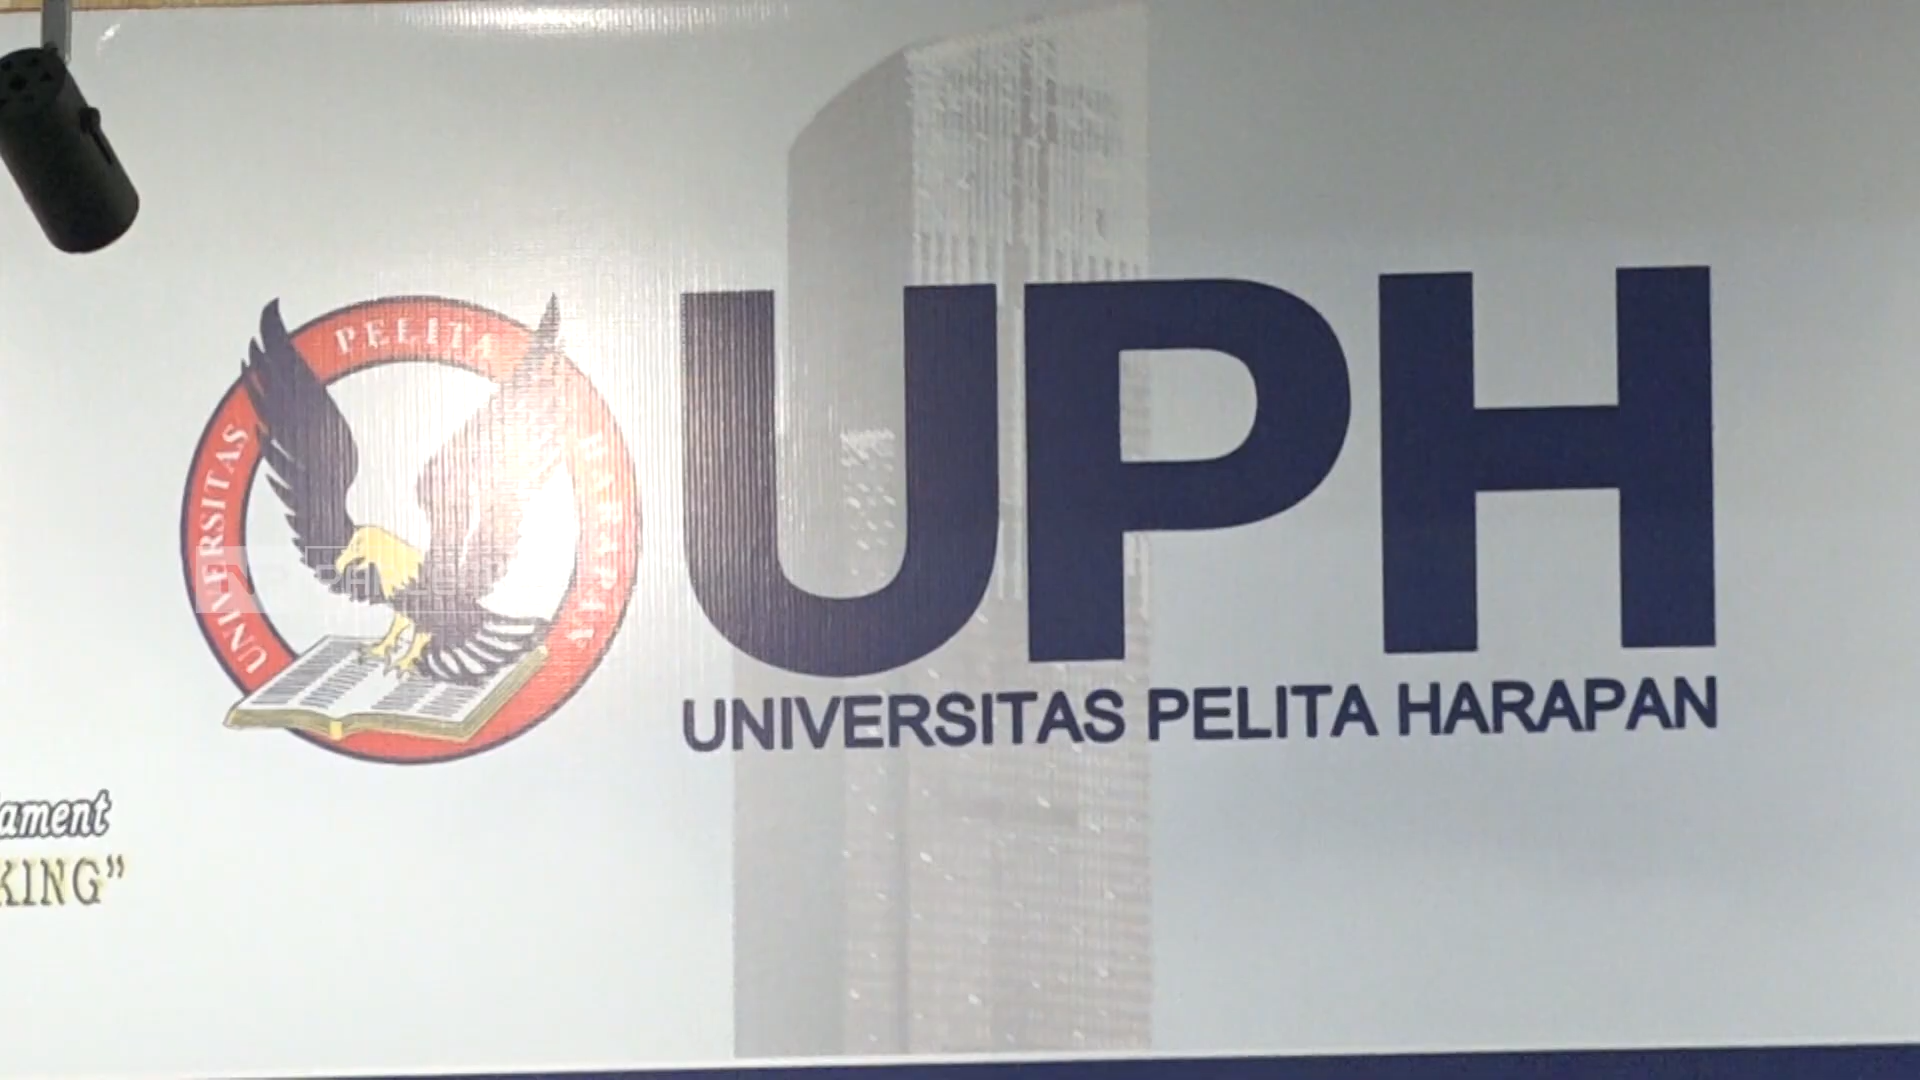 UNIVERSITAS PELITA HARAPAN
UPH
UNIVERSITAS PELITA HARAPAN
ament
KING”